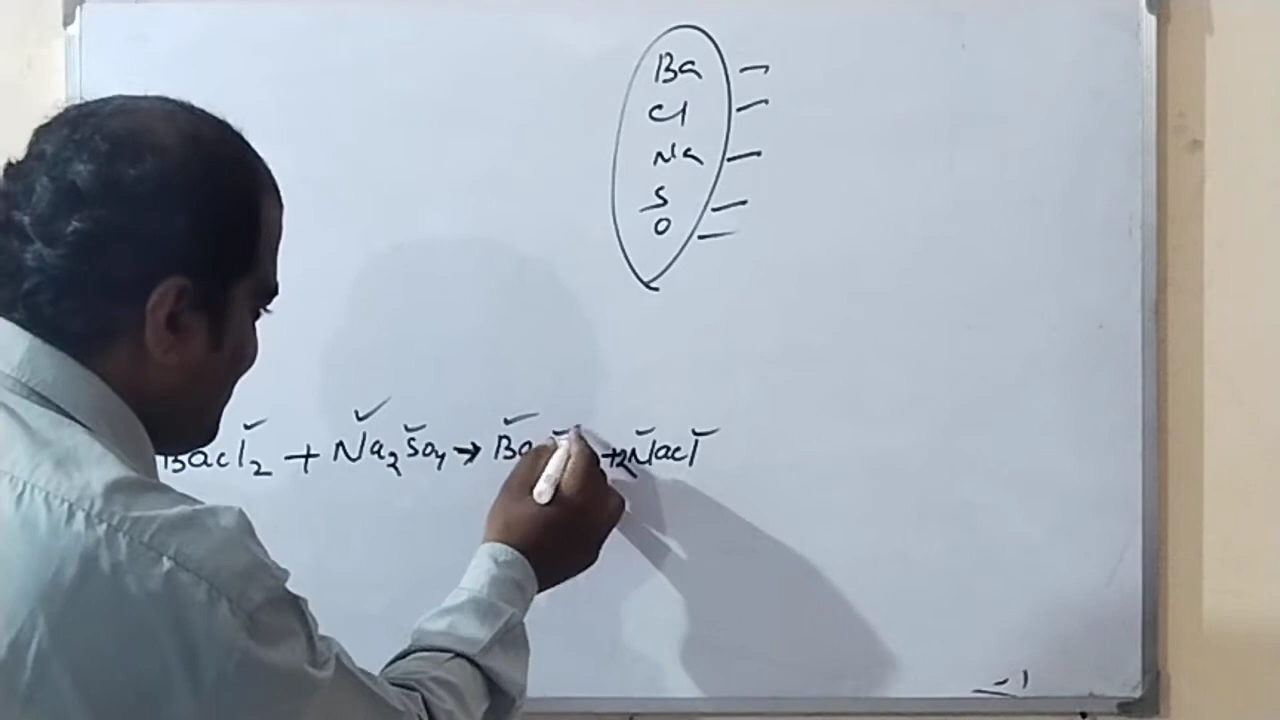 Ba –
Cl –
Na –
S –
O –
BaCl2 + Na2SO4 → Ba +2NaCl